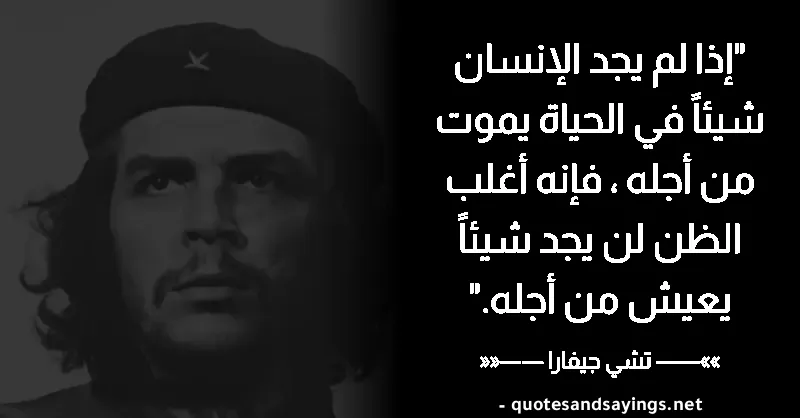 "إذا لم يجد الإنسان
شيئاً في الحياة يموت
من أجله ، فإنه أغلب
الظن لن يجد شيئاً
يعيش من أجله."
»»—— تشي جيفارا ——««
- quotesandsayings.net